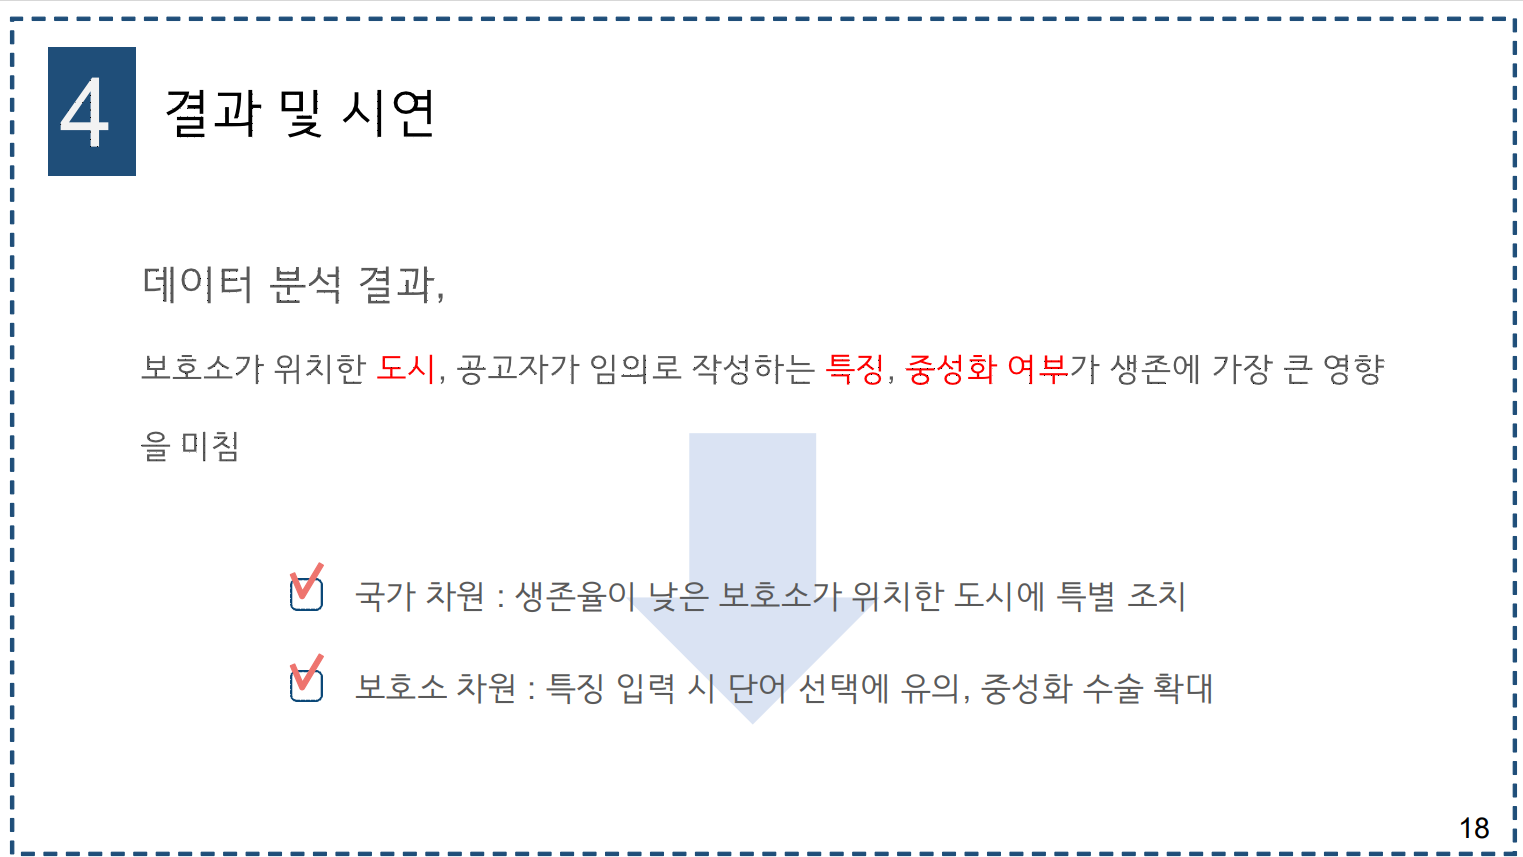 4
결과 및 시연
데이터 분석 결과,
보호소가 위치한 도시, 공고자가 임의로 작성하는 특징, 중성화 여부가 생존에 가장 큰 영향
을 미침
국가 차원 : 생존율이 낮은 보호소가 위치한 도시에 특별 조치
보호소 차원 : 특징 입력 시 단어 선택에 유의, 중성화 수술 확대
18